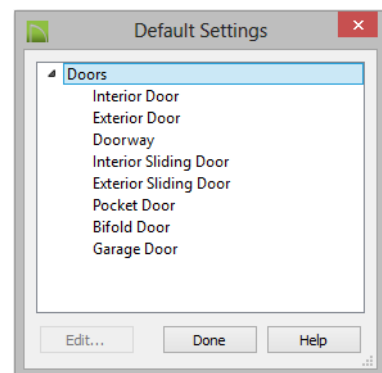 Default Settings
Doors
Interior Door
Exterior Door
Doorway
Interior Sliding Door
Exterior Sliding Door
Pocket Door
Bifold Door
Garage Door
Edit... Done Help